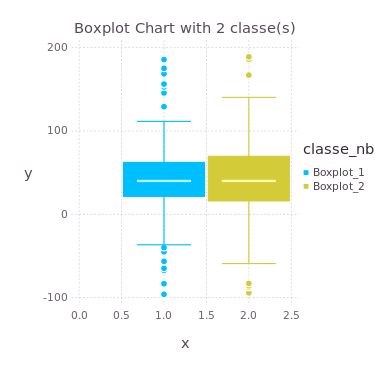 Boxplot Chart with 2 classe(s)
200
100
0
-100
y
0.0 0.5 1.0 1.5 2.0 2.5
x
classe_nb
Boxplot_1
Boxplot_2